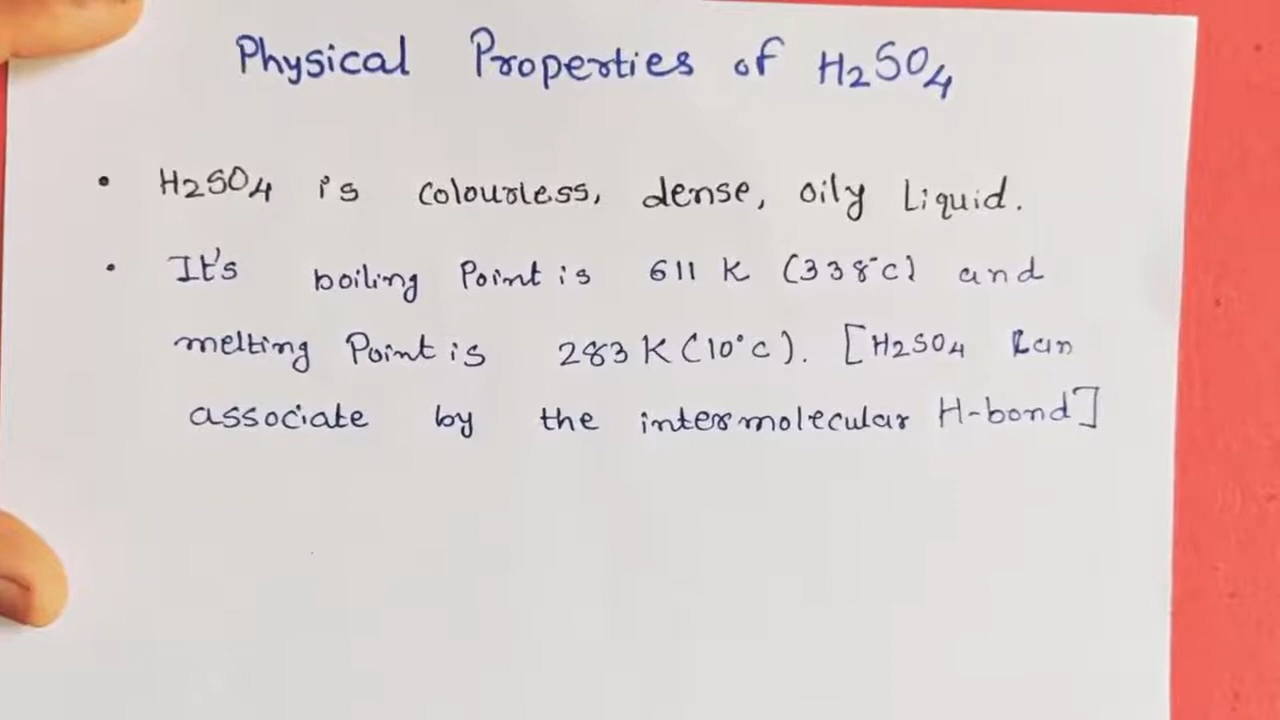 Physical Properties of H2SO4
• H2SO4 is colourless, dense, oily Liquid.
• It's boiling Point is 611 K (338°c) and
melting Point is 283 K (10°c). [H2SO4 can
associate by the intermolecular H-bond]